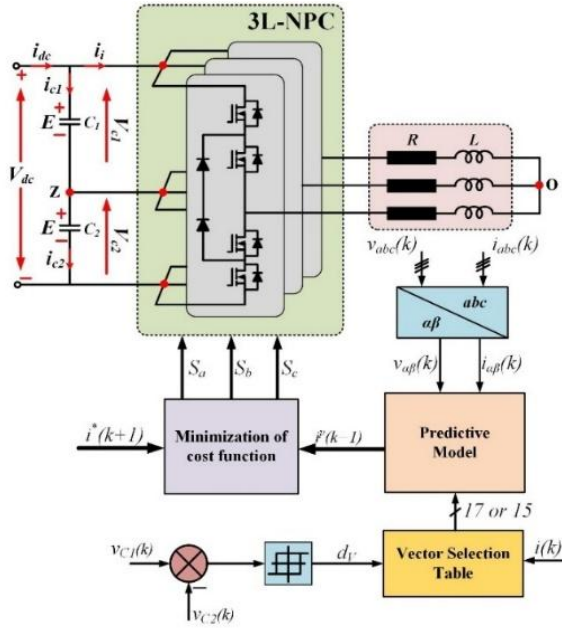 3L-NPC
i_dc
i_i
i_c1
+
+
E
C_1
V_c1
−
R
L
V_dc
Z
O
+
E
C_2
V_c2
−
−
i_c2
v_abc(k)
i_abc(k)
abc
αβ
S_a
S_b
S_c
v_αβ(k)
i_αβ(k)
i*(k+1)
Minimization of
cost function
i^p(k−1)
Predictive
Model
17 or 15
v_C1(k)
d_V
Vector Selection
Table
i(k)
−
v_C2(k)